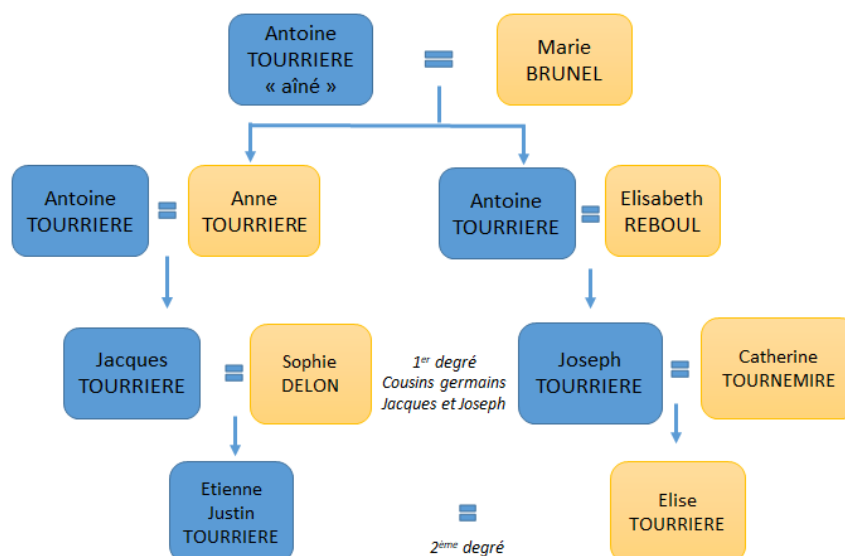 Antoine
TOURRIERE
« aîné »
Marie
BRUNEL
Antoine
TOURRIERE
Anne
TOURRIERE
Antoine
TOURRIERE
Elisabeth
REBOUL
Jacques
TOURRIERE
Sophie
DELON
1er degré
Cousins germains
Jacques et Joseph
Joseph
TOURRIERE
Catherine
TOURNEMIRE
Etienne
Justin
TOURRIERE
2ème degré
Elise
TOURRIERE